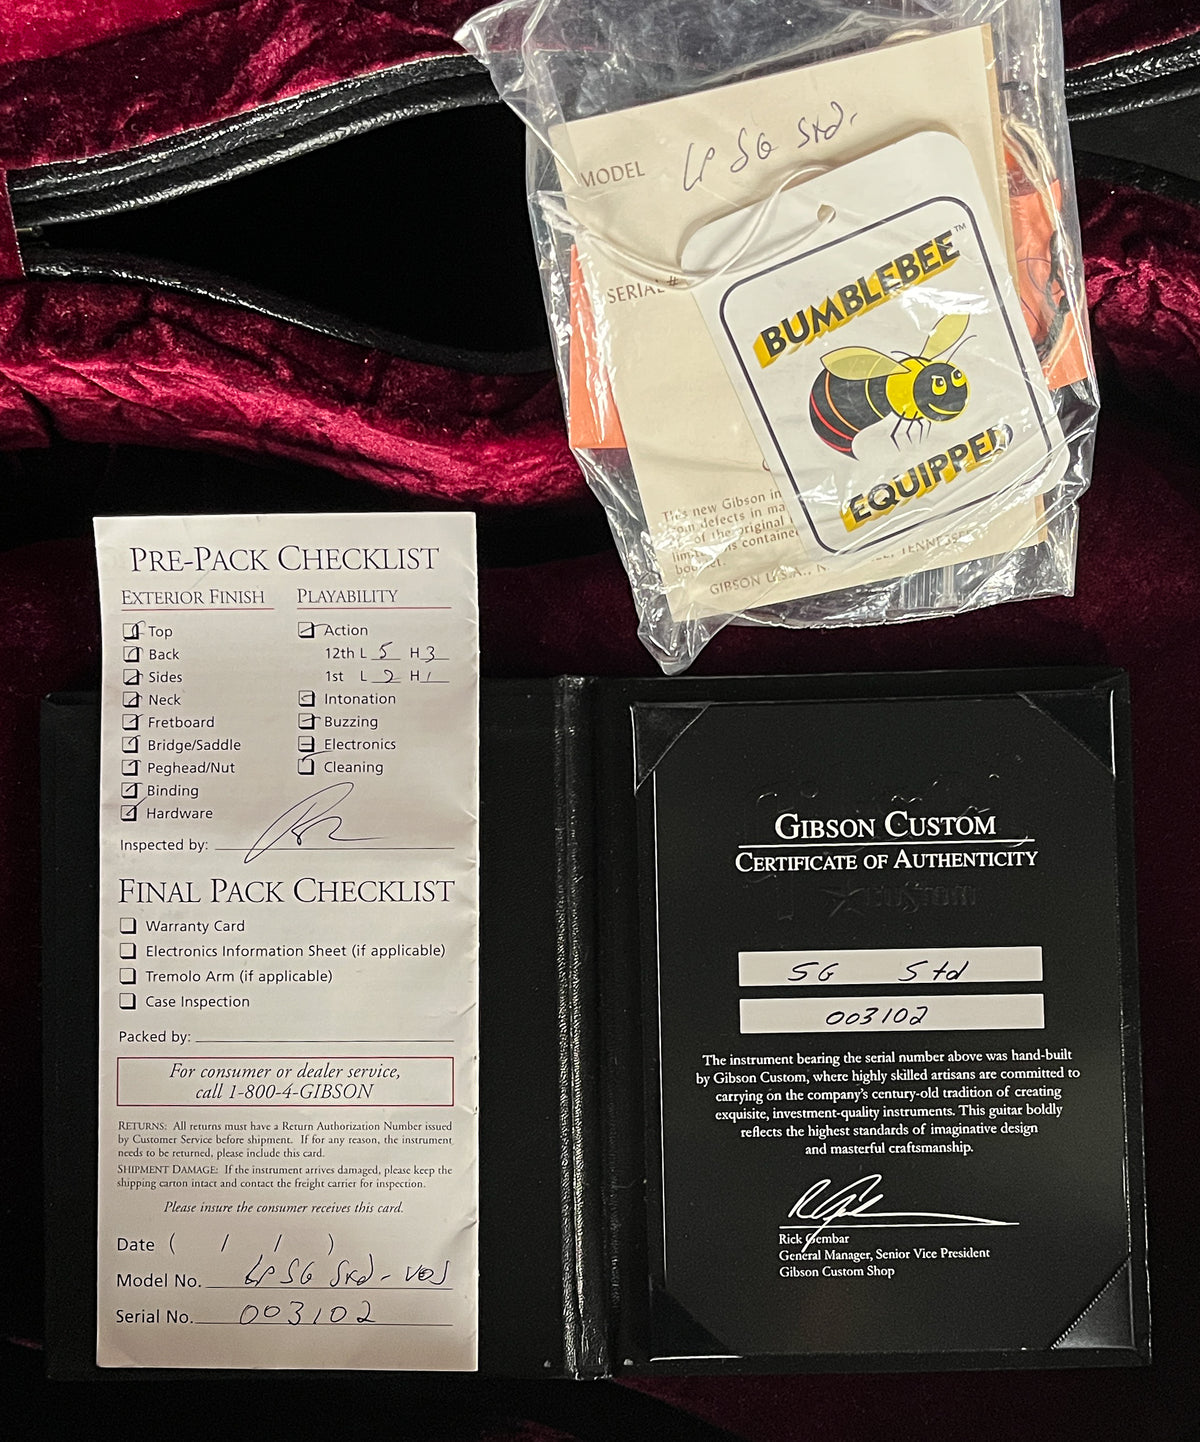 MODEL LP SG Std.
SERIAL #
BUMBLEBEE™
EQUIPPED
This new Gibson in
from defects in ma
of the original
is containe
GIBSON U.S.A., TENNESSE
PRE-PACK CHECKLIST
EXTERIOR FINISH PLAYABILITY
Top Action
Back 12th L 5 H 3
Sides 1st L 2 H 1
Neck Intonation
Fretboard Buzzing
Bridge/Saddle Electronics
Peghead/Nut Cleaning
Binding
Hardware
Inspected by:
FINAL PACK CHECKLIST
Warranty Card
Electronics Information Sheet (if applicable)
Tremolo Arm (if applicable)
Case Inspection
Packed by:
For consumer or dealer service,
call 1-800-4-GIBSON
RETURNS: All returns must have a Return Authorization Number issued
by Customer Service before shipment. If for any reason, the instrument
needs to be returned, please include this card.
SHIPMENT DAMAGE: If the instrument arrives damaged, please keep the
shipping carton intact and contact the freight carrier for inspection.
Please insure the consumer receives this card.
Date ( / / )
Model No. LP SG Std - VOS
Serial No. 003102
GIBSON CUSTOM
CERTIFICATE OF AUTHENTICITY
SG Std
003102
The instrument bearing the serial number above was hand-built
by Gibson Custom, where highly skilled artisans are committed to
carrying on the company's century-old tradition of creating
exquisite, investment-quality instruments. This guitar boldly
reflects the highest standards of imaginative design
and masterful craftsmanship.
Rick Gembar
General Manager, Senior Vice President
Gibson Custom Shop